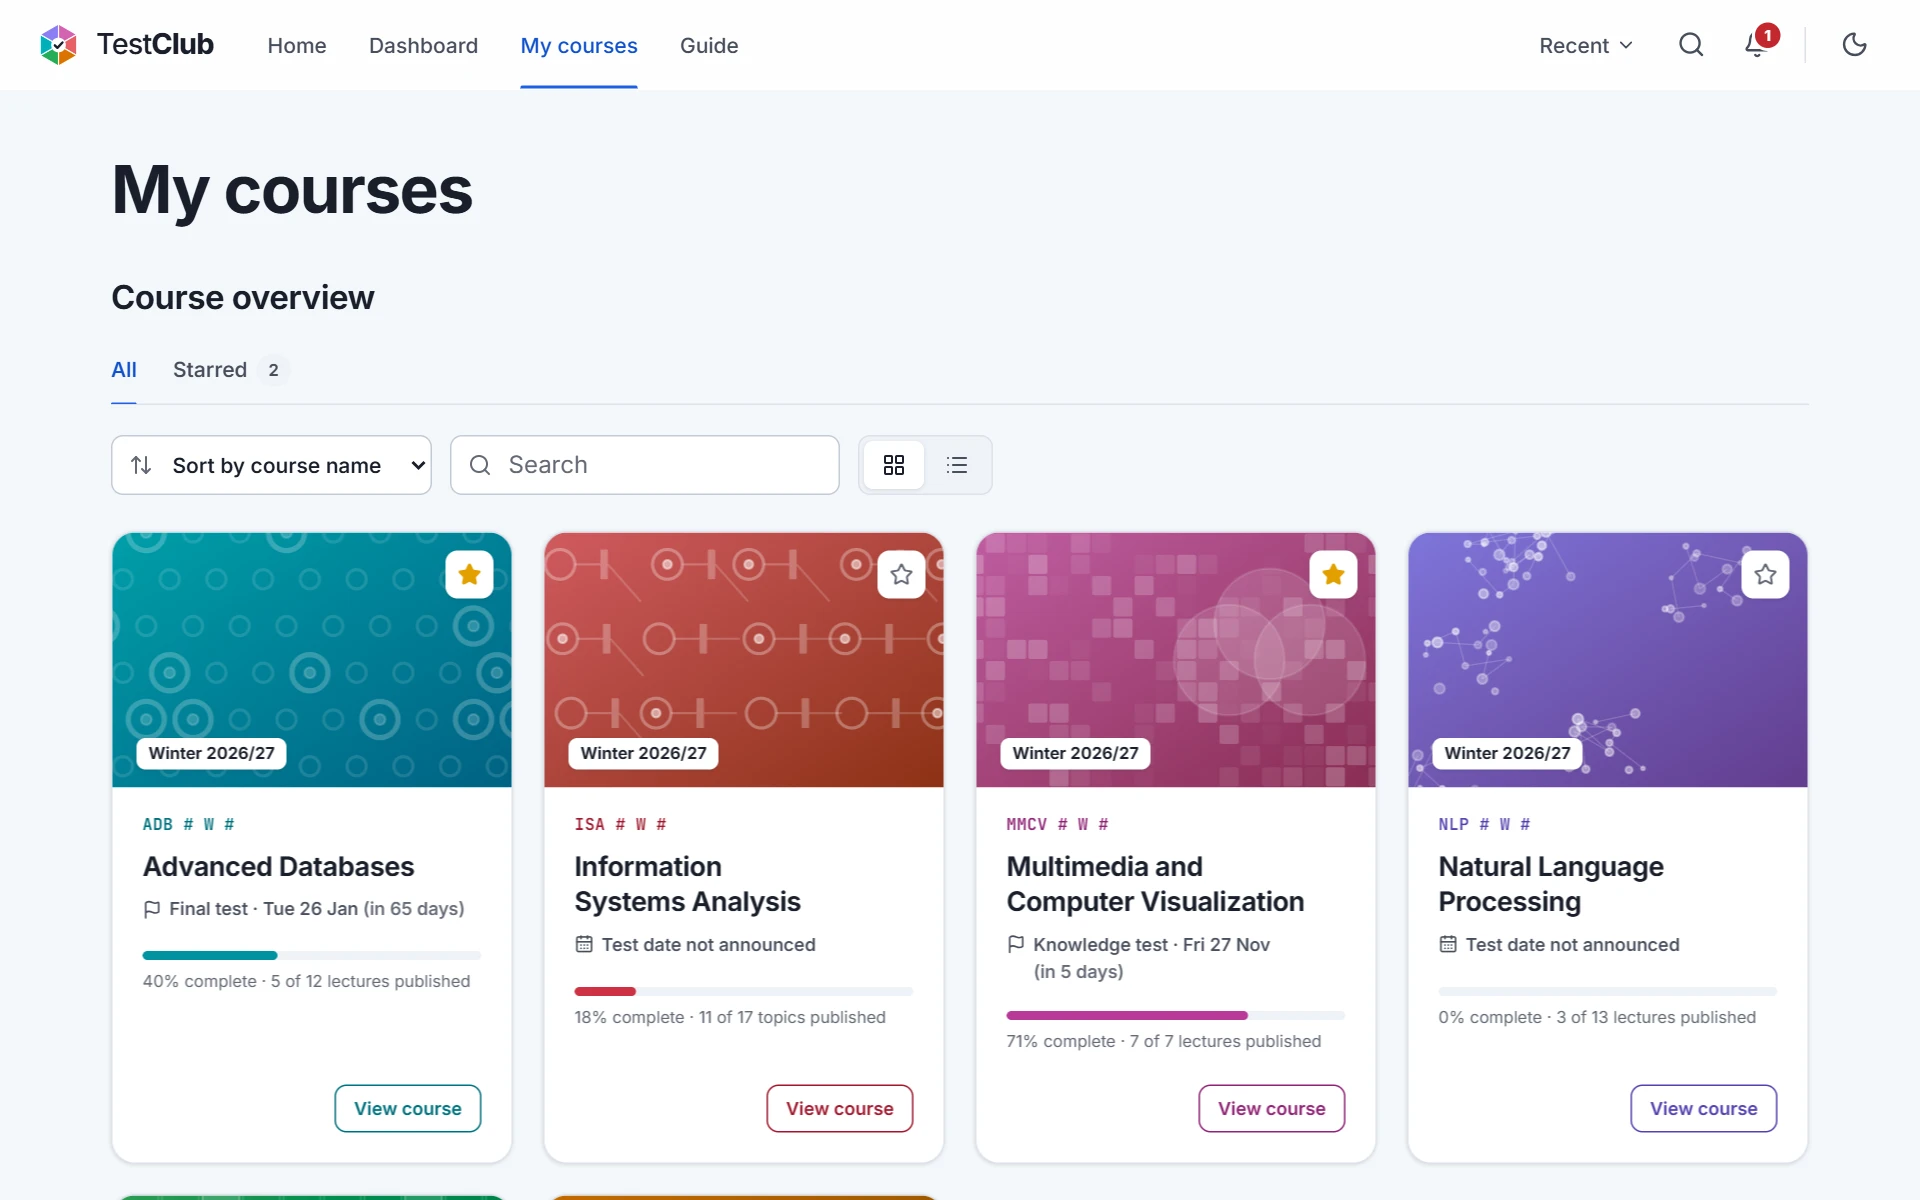 TestClub
Home
Dashboard
My courses
Guide
Recent
1
My courses
Course overview
All
Starred 2
Sort by course name
Search
Winter 2026/27
ADB # W #
Advanced Databases
Final test · Tue 26 Jan (in 65 days)
40% complete · 5 of 12 lectures published
View course
Winter 2026/27
ISA # W #
Information
Systems Analysis
Test date not announced
18% complete · 11 of 17 topics published
View course
Winter 2026/27
MMCV # W #
Multimedia and
Computer Visualization
Knowledge test · Fri 27 Nov
(in 5 days)
71% complete · 7 of 7 lectures published
View course
Winter 2026/27
NLP # W #
Natural Language
Processing
Test date not announced
0% complete · 3 of 13 lectures published
View course